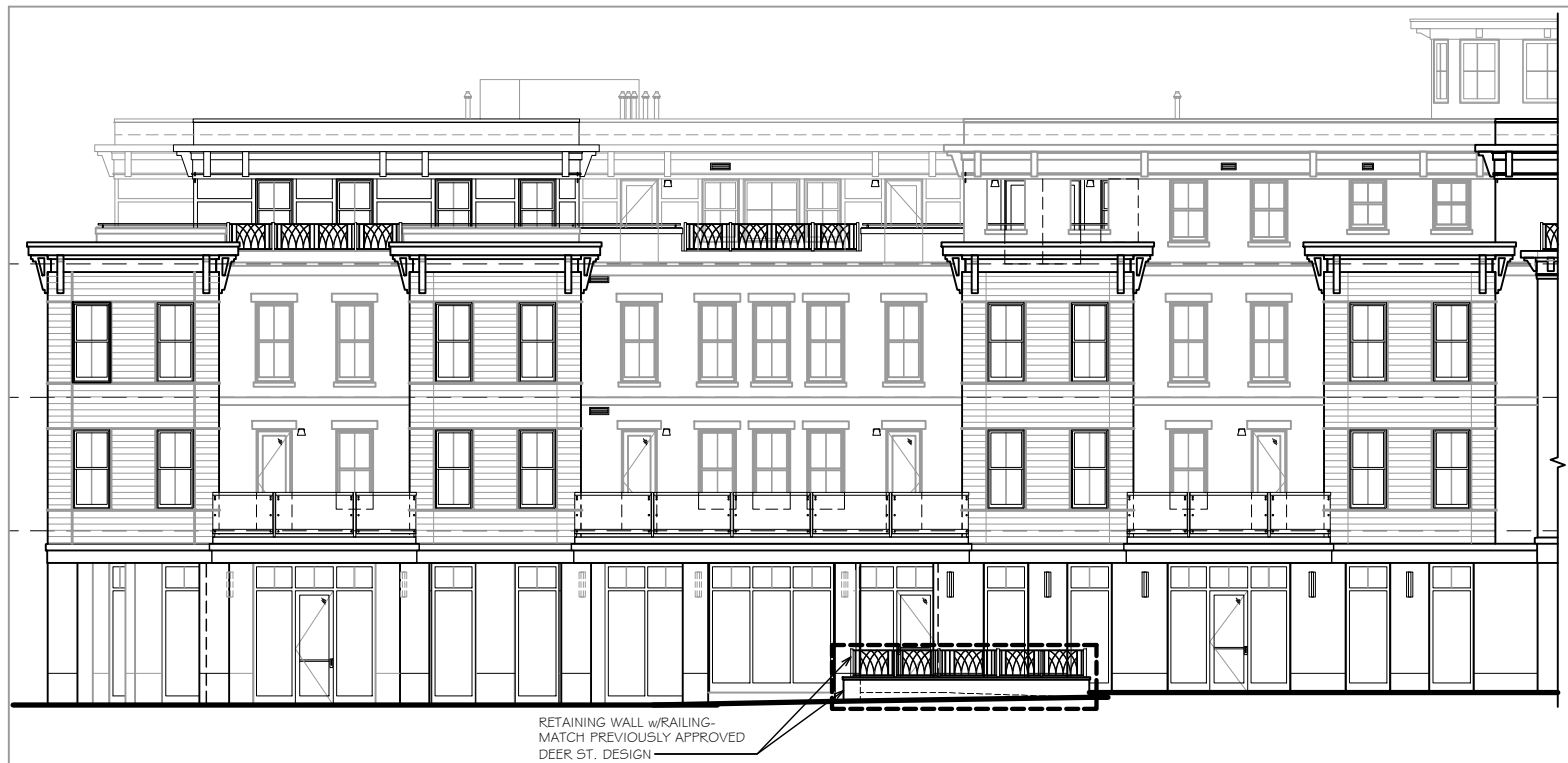 RETAINING WALL w/RAILING-
MATCH PREVIOUSLY APPROVED
DEER ST. DESIGN